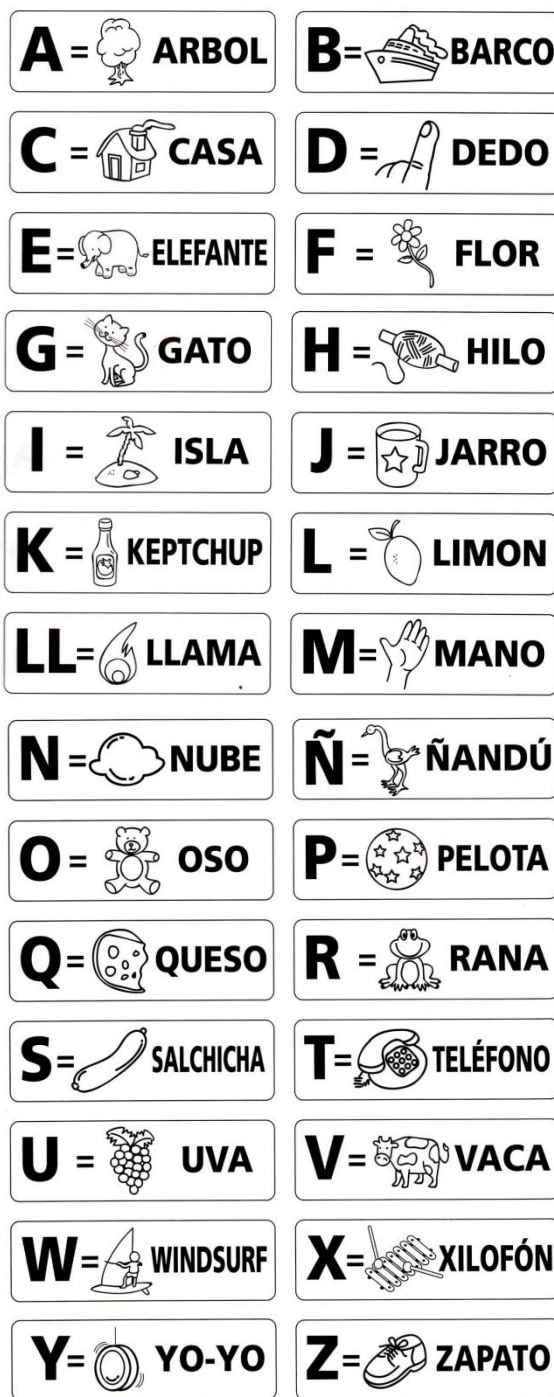 A = ARBOL
B = BARCO
C = CASA
D = DEDO
E = ELEFANTE
F = FLOR
G = GATO
H = HILO
I = ISLA
J = JARRO
K = KEPTCHUP
L = LIMON
LL = LLAMA
M = MANO
N = NUBE
Ñ = ÑANDÚ
O = OSO
P = PELOTA
Q = QUESO
R = RANA
S = SALCHICHA
T = TELÉFONO
U = UVA
V = VACA
W = WINDSURF
X = XILOFÓN
Y = YO-YO
Z = ZAPATO